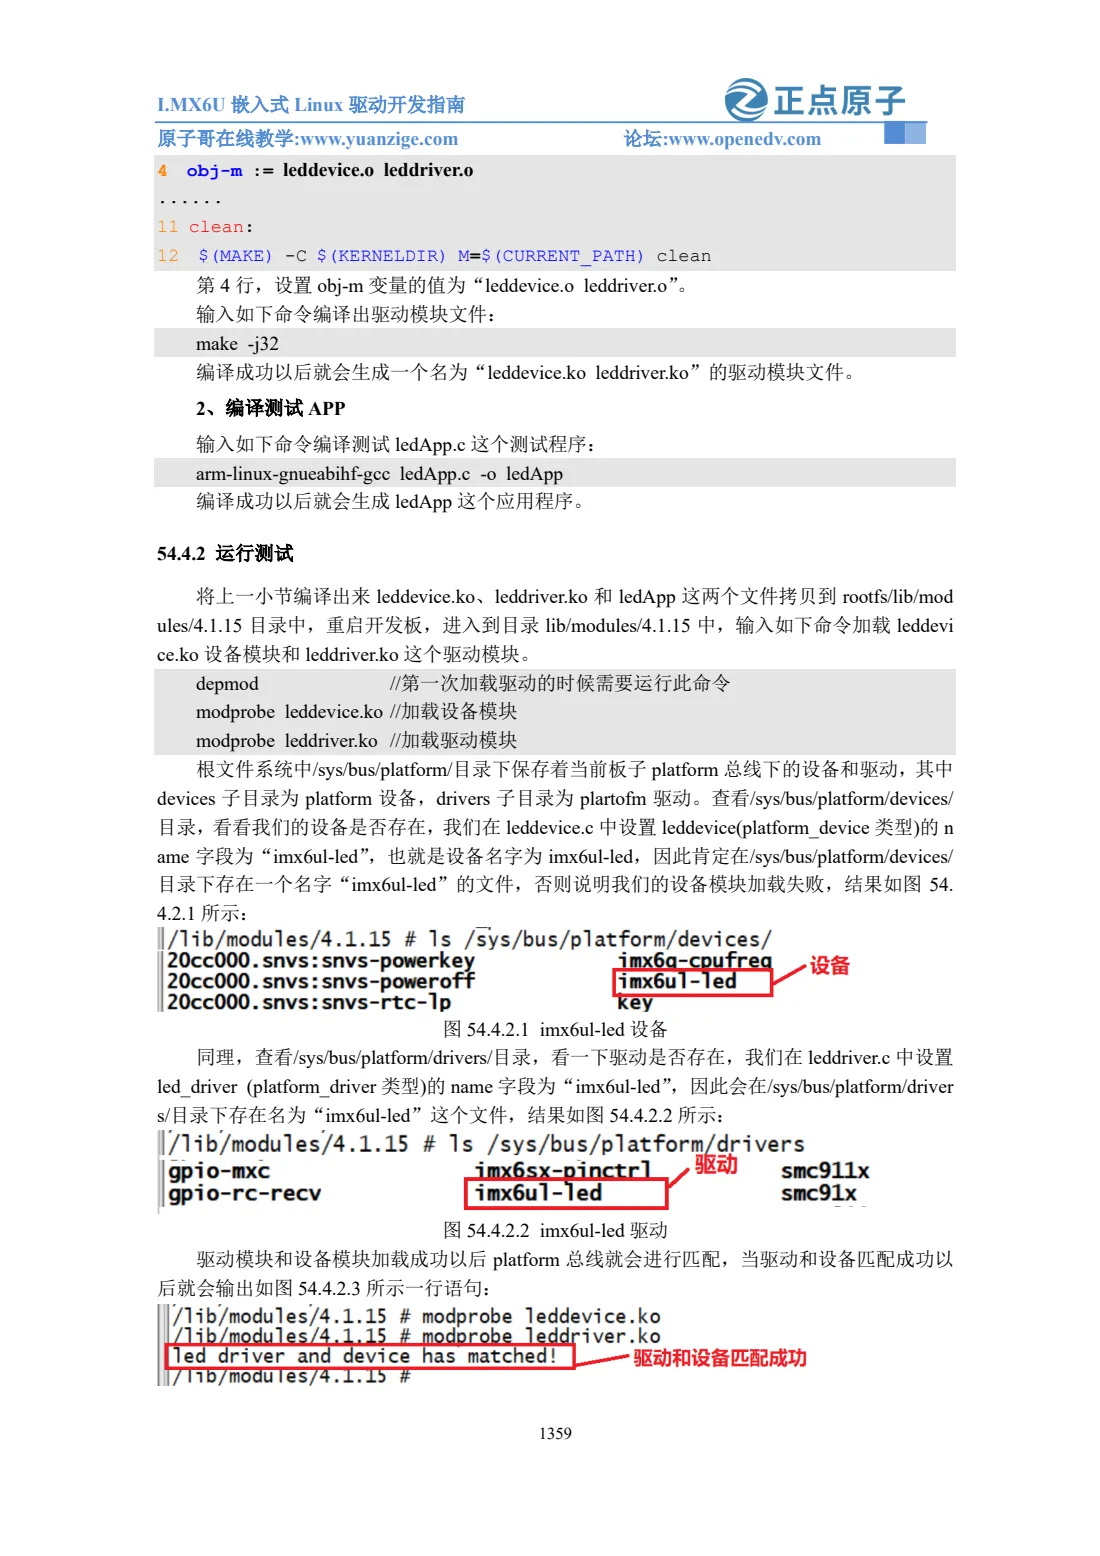 I.MX6U 嵌入式 Linux 驱动开发指南
正点原子
原子哥在线教学:www.yuanzige.com 论坛:www.openedv.com
4 obj-m := leddevice.o leddriver.o
......
11 clean:
12 $(MAKE) -C $(KERNELDIR) M=$(CURRENT_PATH) clean
第 4 行，设置 obj-m 变量的值为“leddevice.o leddriver.o”。
输入如下命令编译出驱动模块文件：
make -j32
编译成功以后就会生成一个名为“leddevice.ko leddriver.ko”的驱动模块文件。
2、编译测试 APP
输入如下命令编译测试 ledApp.c 这个测试程序：
arm-linux-gnueabihf-gcc ledApp.c -o ledApp
编译成功以后就会生成 ledApp 这个应用程序。
54.4.2 运行测试
将上一小节编译出来 leddevice.ko、leddriver.ko 和 ledApp 这两个文件拷贝到 rootfs/lib/mod
ules/4.1.15 目录中，重启开发板，进入到目录 lib/modules/4.1.15 中，输入如下命令加载 leddevi
ce.ko 设备模块和 leddriver.ko 这个驱动模块。
depmod //第一次加载驱动的时候需要运行此命令
modprobe leddevice.ko //加载设备模块
modprobe leddriver.ko //加载驱动模块
根文件系统中/sys/bus/platform/目录下保存着当前板子 platform 总线下的设备和驱动，其中
devices 子目录为 platform 设备，drivers 子目录为 plartofm 驱动。查看/sys/bus/platform/devices/
目录，看看我们的设备是否存在，我们在 leddevice.c 中设置 leddevice(platform_device 类型)的 n
ame 字段为“imx6ul-led”，也就是设备名字为 imx6ul-led，因此肯定在/sys/bus/platform/devices/
目录下存在一个名字“imx6ul-led”的文件，否则说明我们的设备模块加载失败，结果如图 54.
4.2.1 所示：
/lib/modules/4.1.15 # ls /sys/bus/platform/devices/
20cc000.snvs:snvs-powerkey imx6q-cpufreq
20cc000.snvs:snvs-poweroff imx6ul-led 设备
20cc000.snvs:snvs-rtc-lp key
图 54.4.2.1 imx6ul-led 设备
同理，查看/sys/bus/platform/drivers/目录，看一下驱动是否存在，我们在 leddriver.c 中设置
led_driver (platform_driver 类型)的 name 字段为“imx6ul-led”，因此会在/sys/bus/platform/driver
s/目录下存在名为“imx6ul-led”这个文件，结果如图 54.4.2.2 所示：
/lib/modules/4.1.15 # ls /sys/bus/platform/drivers
gpio-mxc imx6sx-pinctrl 驱动 smc911x
gpio-rc-recv imx6ul-led smc91x
图 54.4.2.2 imx6ul-led 驱动
驱动模块和设备模块加载成功以后 platform 总线就会进行匹配，当驱动和设备匹配成功以
后就会输出如图 54.4.2.3 所示一行语句：
/lib/modules/4.1.15 # modprobe leddevice.ko
/lib/modules/4.1.15 # modprobe leddriver.ko
led driver and device has matched! 驱动和设备匹配成功
/lib/modules/4.1.15 #
1359